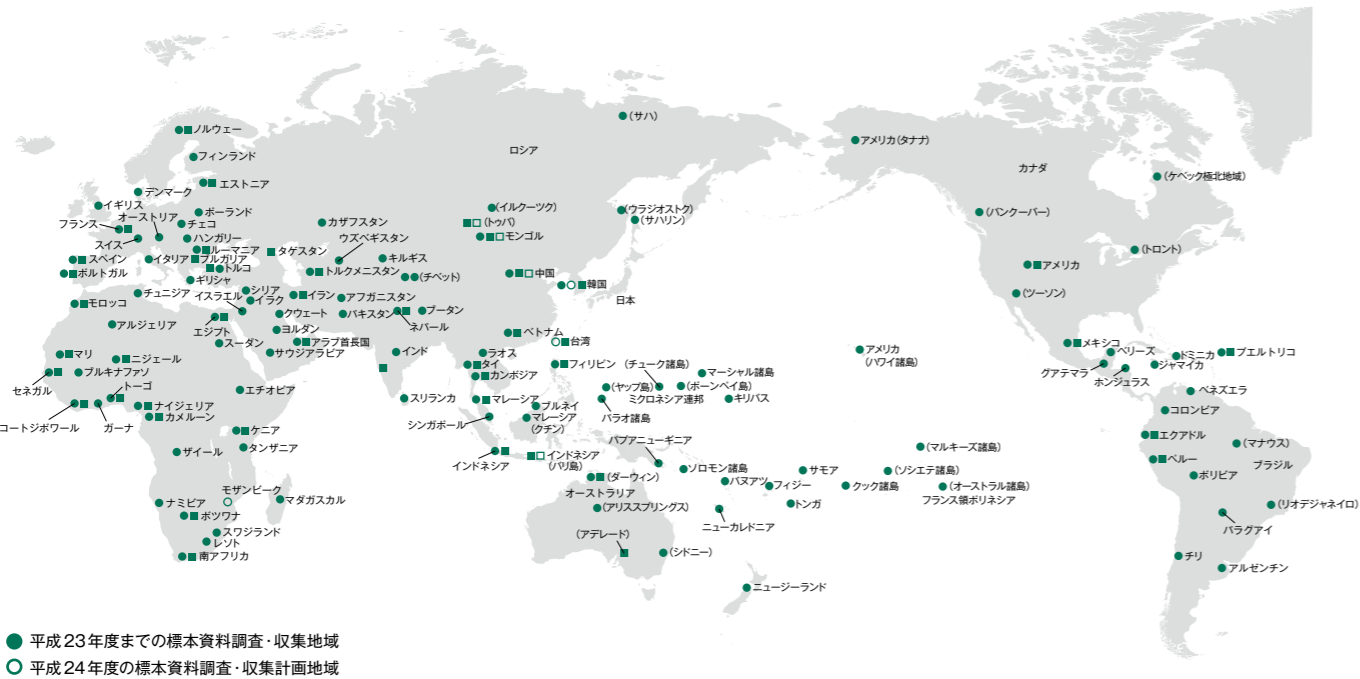 (サハ)
ノルウェー
ロシア
アメリカ(タナナ)
カナダ
フィンランド
(ケベック極北地域)
エストニア
デンマーク
イギリス
オーストリア
ポーランド
(イルクーツク)
(ウラジオストク)
(バンクーバー)
フランス
チェコ
カザフスタン
(トゥバ)
(サハリン)
スイス
ハンガリー
ウズベキスタン
モンゴル
ルーマニア
タゲスタン
キルギス
(トロント)
スペイン
イタリア
ブルガリア
アメリカ
ポルトガル
トルコ
トルクメニスタン
(チベット)
中国
ギリシャ
韓国
チュニジア
イスラエル
シリア
イラン
アフガニスタン
日本
(ツーソン)
モロッコ
イラク
クウェート
パキスタン
ブータン
アルジェリア
エジプト
ヨルダン
ネパール
ベトナム
スーダン
アラブ首長国
台湾
メキシコ
マリ
ニジェール
サウジアラビア
インド
ラオス
アメリカ
(ハワイ諸島)
ベリーズ
ドミニカ
プエルトリコ
タイ
フィリピン
(チューク諸島)
マーシャル諸島
グアテマラ
ジャマイカ
セネガル
ブルキナファソ
カンボジア
ホンジュラス
トーゴ
エチオピア
(ヤップ島)
(ポーンペイ島)
ベネズエラ
スリランカ
マレーシア
ミクロネシア連邦
キリバス
ナイジェリア
ブルネイ
コロンビア
コートジボワール
ガーナ
カメルーン
シンガポール
マレーシア
(クチン)
パラオ諸島
ケニア
パプアニューギニア
エクアドル
タンザニア
(マルキーズ諸島)
(マナウス)
ザイール
インドネシア
インドネシア
(バリ島)
ペルー
ブラジル
ソロモン諸島
サモア
(ソシエテ諸島)
ボリビア
(ダーウィン)
バヌアツ
フィジー
クック諸島
(オーストラル諸島)
モザンビーク
オーストラリア
フランス領ポリネシア
ナミビア
マダガスカル
(アリススプリングス)
トンガ
(リオデジャネイロ)
ボツワナ
ニューカレドニア
パラグアイ
スワジランド
(アデレード)
レソト
南アフリカ
(シドニー)
チリ
アルゼンチン
ニュージーランド
平成23年度までの標本資料調査・収集地域
平成24年度の標本資料調査・収集計画地域